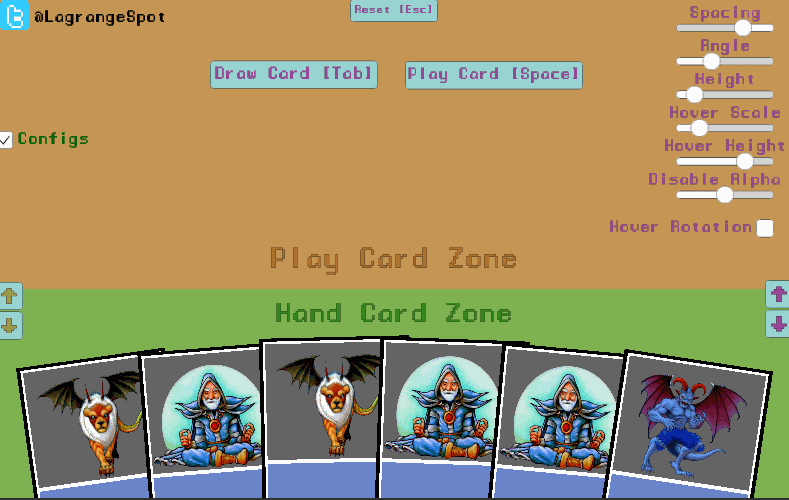 @LagrangeSpot
Reset [Esc]
Spacing
Angle
Draw Card [Tab]
Play Card [Space]
Height
Hover Scale
Configs
Hover Height
Disable Alpha
Hover Rotation
Play Card Zone
Hand Card Zone